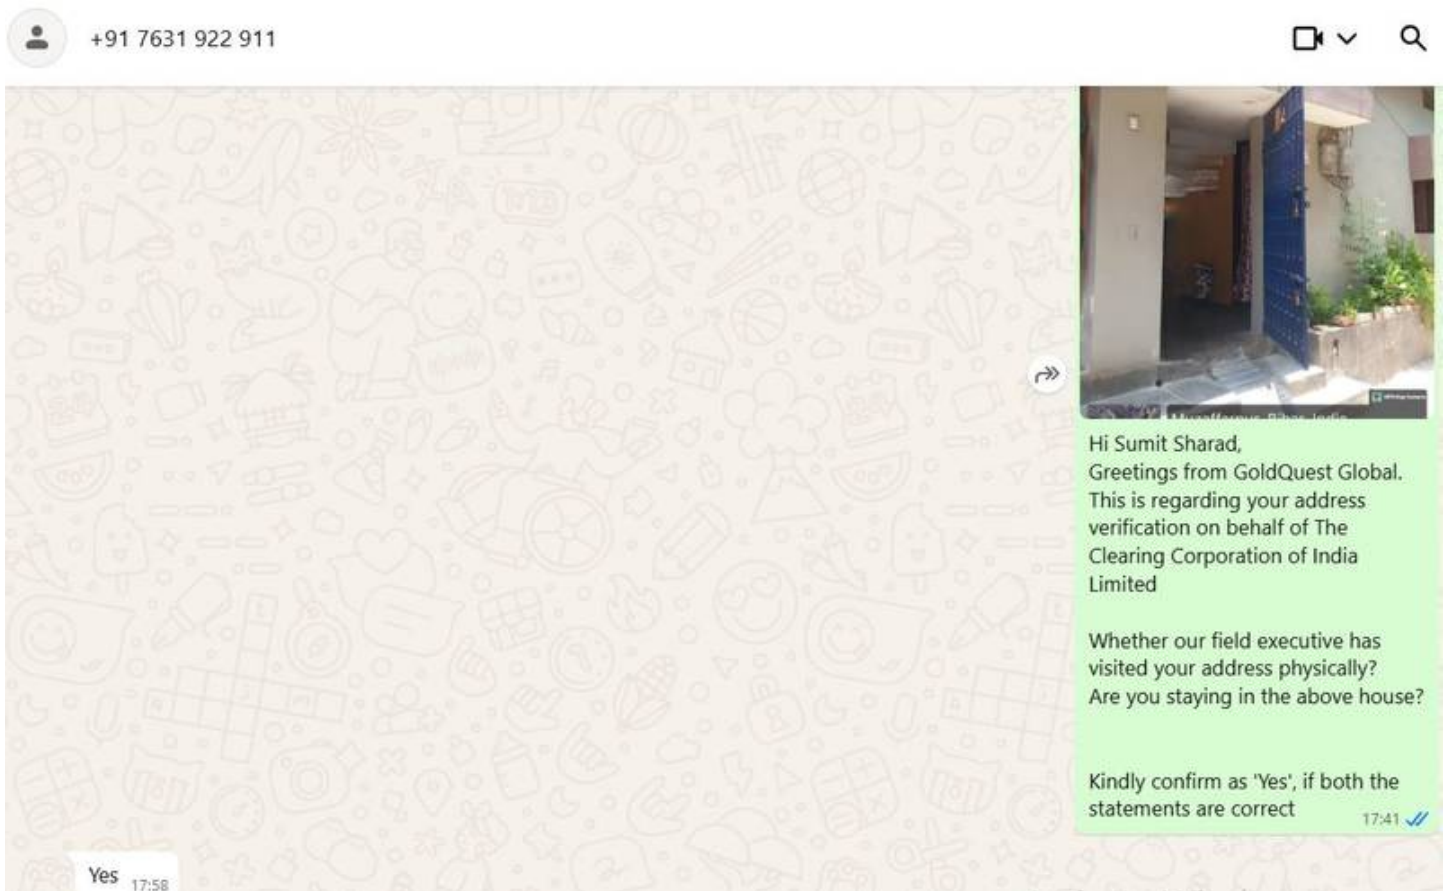 +91 7631 922 911
Muzaffarpur, Bihar, India
Hi Sumit Sharad,
Greetings from GoldQuest Global.
This is regarding your address
verification on behalf of The
Clearing Corporation of India
Limited
Whether our field executive has
visited your address physically?
Are you staying in the above house?
Kindly confirm as 'Yes', if both the
statements are correct
17:41
Yes 17:58